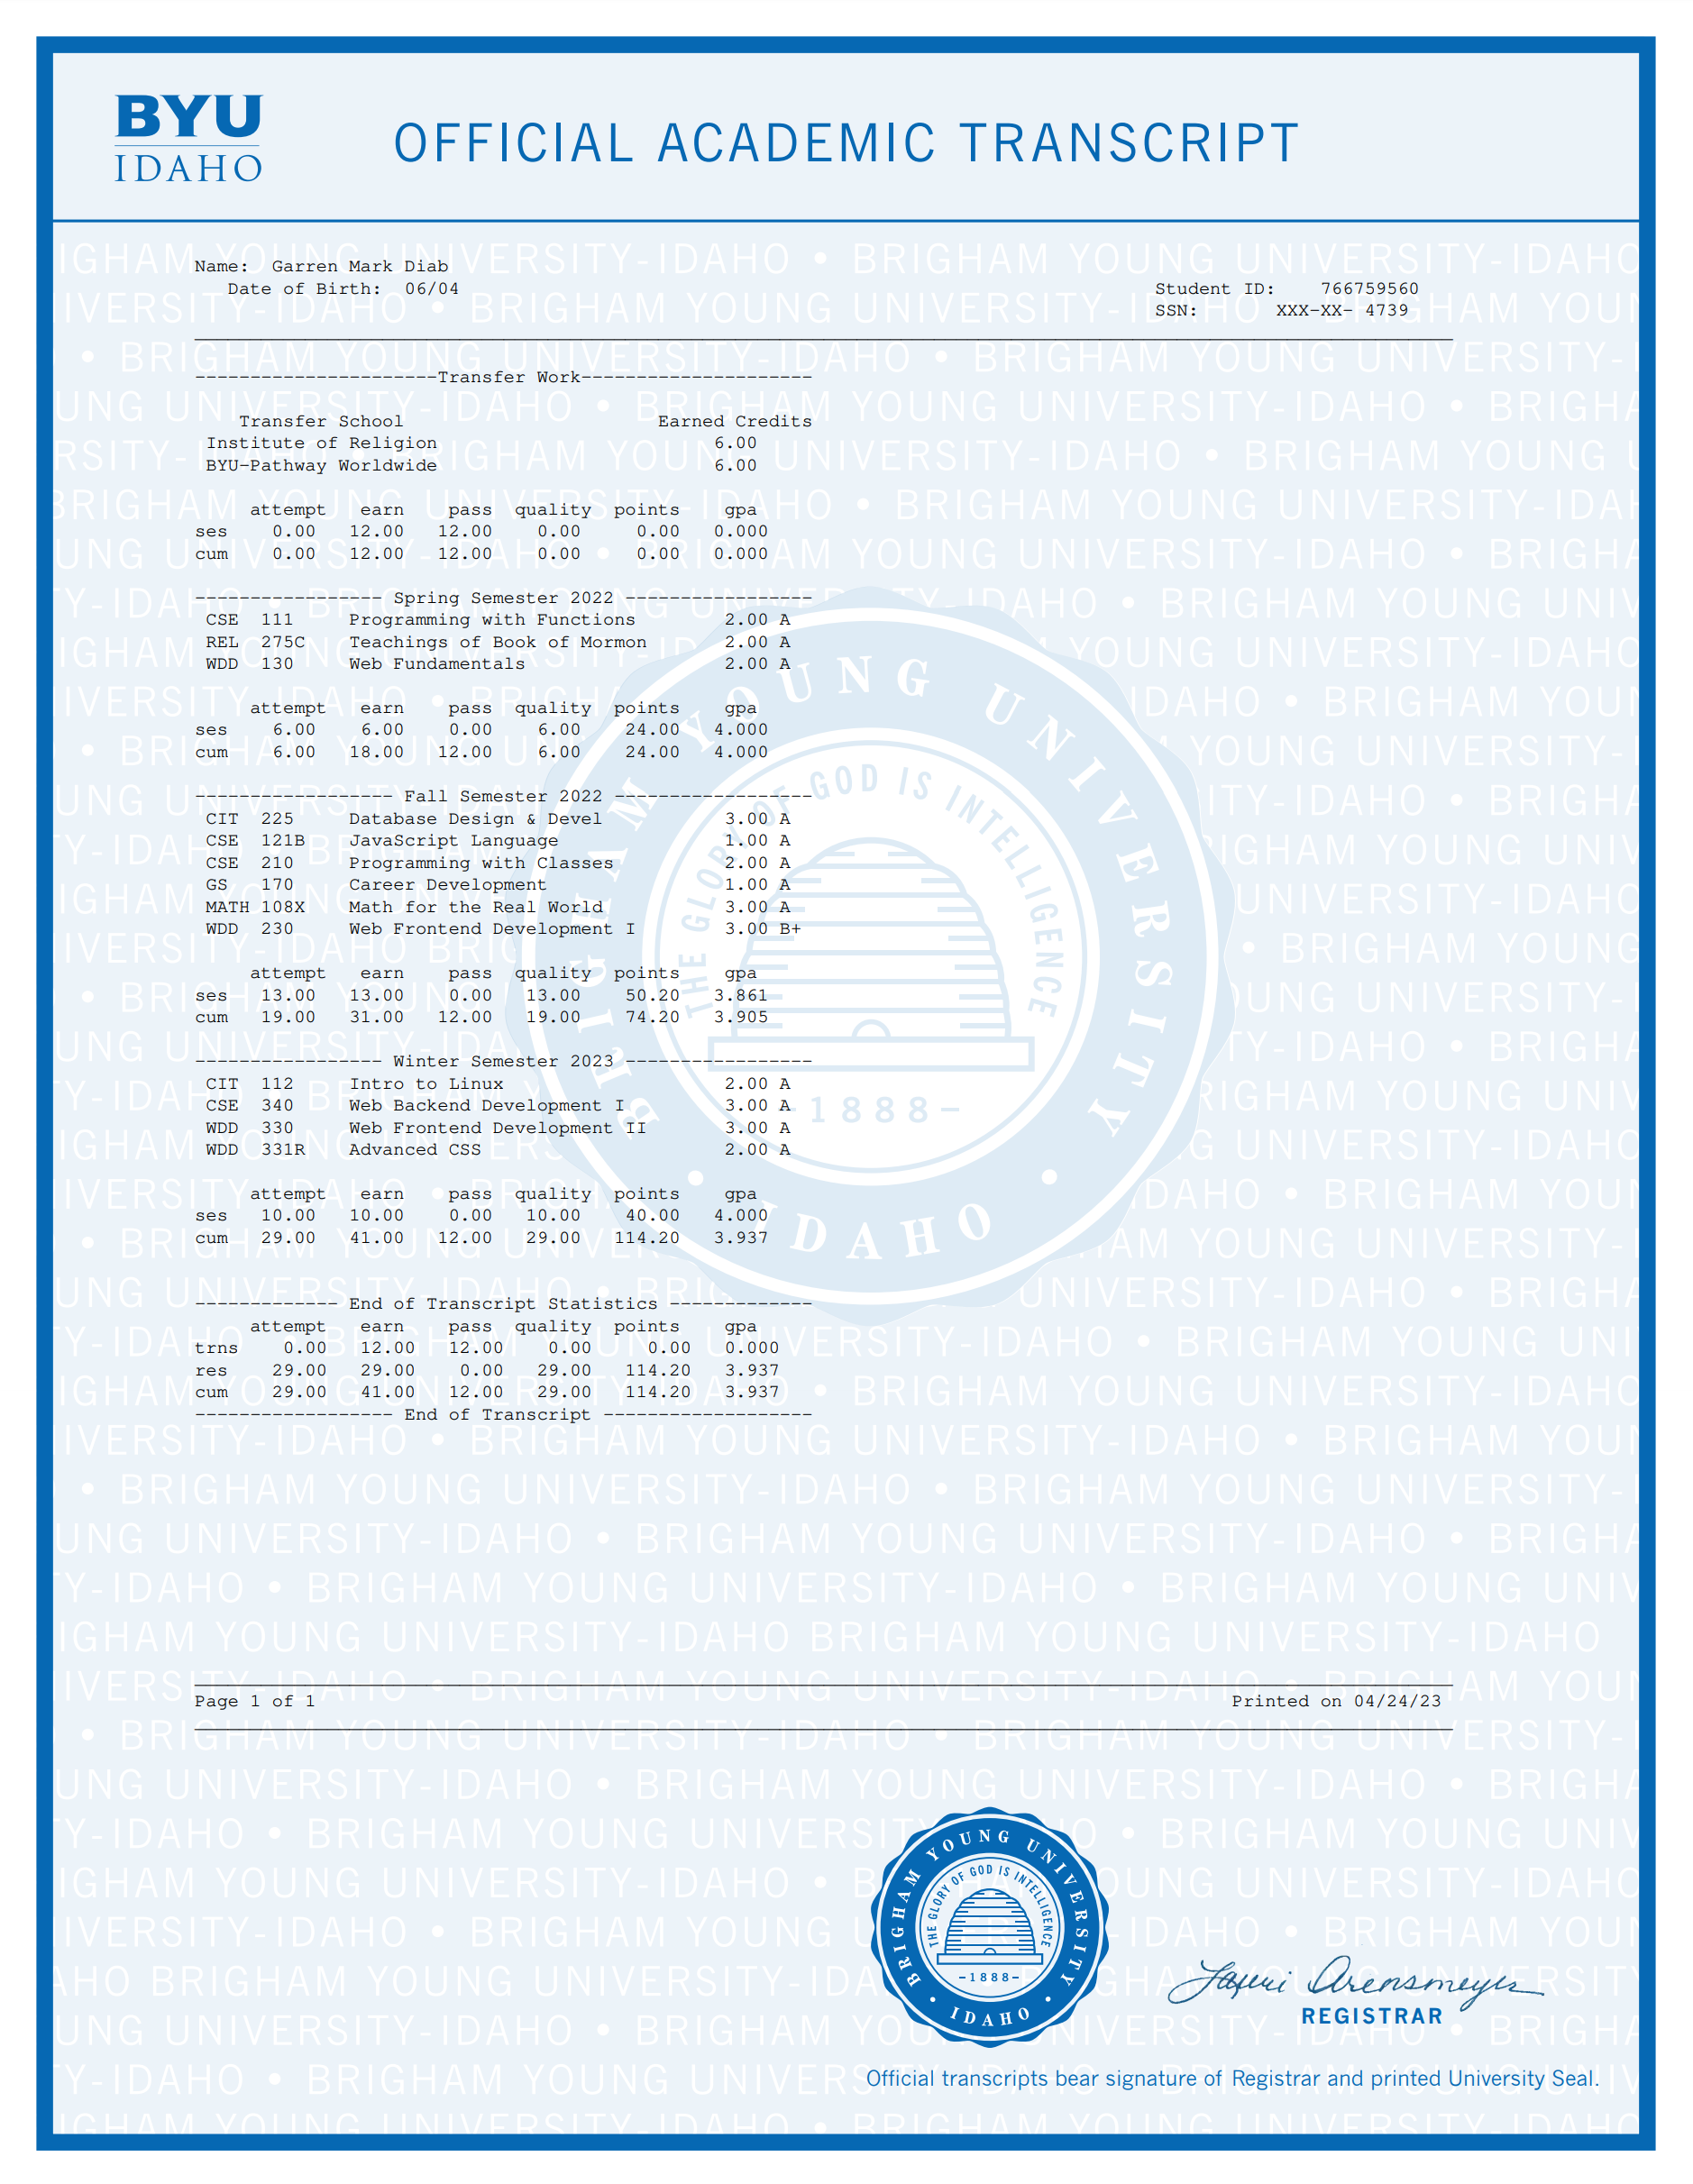 BYU
IDAHO
OFFICIAL ACADEMIC TRANSCRIPT
Name: Garren Mark Diab
Date of Birth: 06/04
Student ID: 766759560
SSN: XXX-XX- 4739
----------------------Transfer Work---------------------
Transfer School Earned Credits
Institute of Religion 6.00
BYU-Pathway Worldwide 6.00
attempt earn pass quality points gpa
ses 0.00 12.00 12.00 0.00 0.00 0.000
cum 0.00 12.00 12.00 0.00 0.00 0.000
----------------- Spring Semester 2022 -----------------
CSE 111 Programming with Functions 2.00 A
REL 275C Teachings of Book of Mormon 2.00 A
WDD 130 Web Fundamentals 2.00 A
attempt earn pass quality points gpa
ses 6.00 6.00 0.00 6.00 24.00 4.000
cum 6.00 18.00 12.00 6.00 24.00 4.000
------------------ Fall Semester 2022 ------------------
CIT 225 Database Design & Devel 3.00 A
CSE 121B JavaScript Language 1.00 A
CSE 210 Programming with Classes 2.00 A
GS 170 Career Development 1.00 A
MATH 108X Math for the Real World 3.00 A
WDD 230 Web Frontend Development I 3.00 B+
attempt earn pass quality points gpa
ses 13.00 13.00 0.00 13.00 50.20 3.861
cum 19.00 31.00 12.00 19.00 74.20 3.905
----------------- Winter Semester 2023 -----------------
CIT 112 Intro to Linux 2.00 A
CSE 340 Web Backend Development I 3.00 A
WDD 330 Web Frontend Development II 3.00 A
WDD 331R Advanced CSS 2.00 A
attempt earn pass quality points gpa
ses 10.00 10.00 0.00 10.00 40.00 4.000
cum 29.00 41.00 12.00 29.00 114.20 3.937
------------- End of Transcript Statistics -------------
attempt earn pass quality points gpa
trns 0.00 12.00 12.00 0.00 0.00 0.000
res 29.00 29.00 0.00 29.00 114.20 3.937
cum 29.00 41.00 12.00 29.00 114.20 3.937
------------------ End of Transcript -------------------
Page 1 of 1 Printed on 04/24/23
BRIGHAM YOUNG UNIVERSITY
THE GLORY OF GOD IS INTELLIGENCE
-1888-
• IDAHO •
Arensmeyer
REGISTRAR
Official transcripts bear signature of Registrar and printed University Seal.